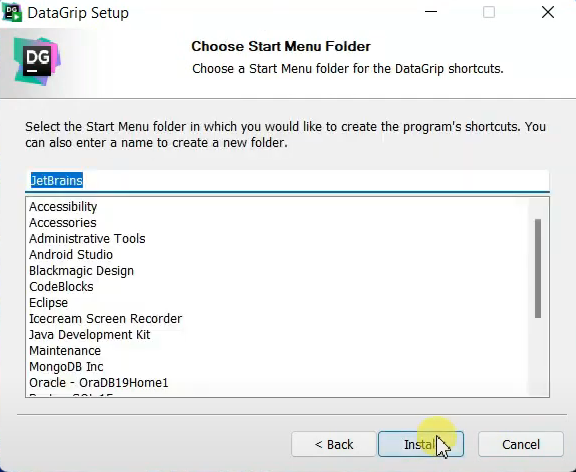 DataGrip Setup
DG
Choose Start Menu Folder
Choose a Start Menu folder for the DataGrip shortcuts.
Select the Start Menu folder in which you would like to create the program's shortcuts. You
can also enter a name to create a new folder.
JetBrains
Accessibility
Accessories
Administrative Tools
Android Studio
Blackmagic Design
CodeBlocks
Eclipse
Icecream Screen Recorder
Java Development Kit
Maintenance
MongoDB Inc
Oracle - OraDB19Home1
< Back
Install
Cancel